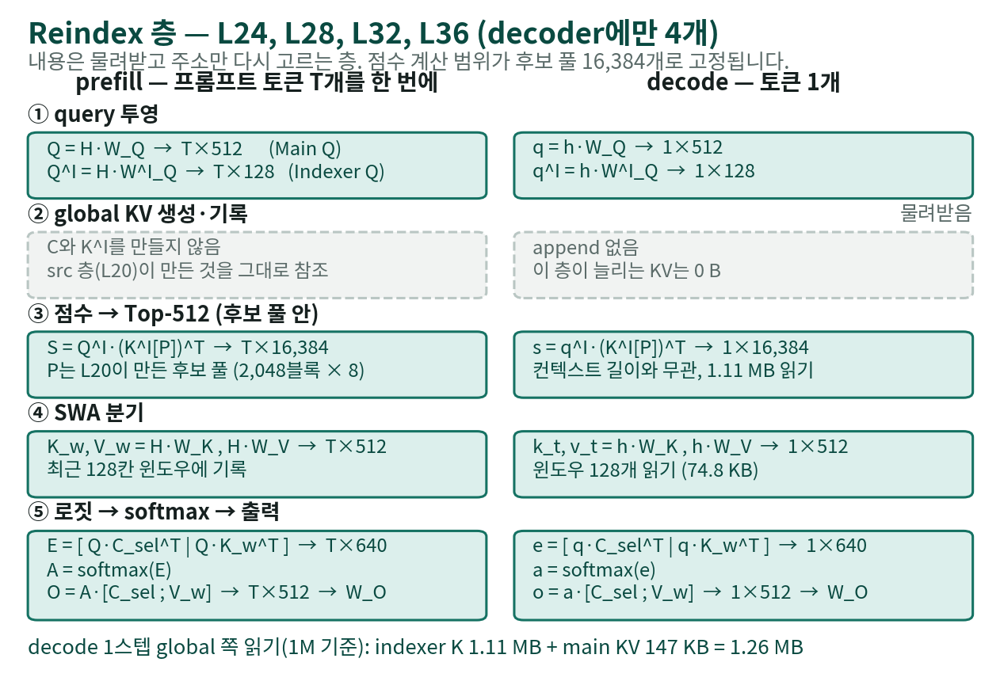 Reindex 층 — L24, L28, L32, L36 (decoder에만 4개)
내용은 물려받고 주소만 다시 고르는 층. 점수 계산 범위가 후보 풀 16,384개로 고정됩니다.
prefill — 프롬프트 토큰 T개를 한 번에
decode — 토큰 1개
① query 투영
Q = H·W_Q → T×512 (Main Q)
Q^I = H·W^I_Q → T×128 (Indexer Q)
q = h·W_Q → 1×512
q^I = h·W^I_Q → 1×128
② global KV 생성·기록
물려받음
C와 K^I를 만들지 않음
src 층(L20)이 만든 것을 그대로 참조
append 없음
이 층이 늘리는 KV는 0 B
③ 점수 → Top-512 (후보 풀 안)
S = Q^I·(K^I[P])^T → T×16,384
P는 L20이 만든 후보 풀 (2,048블록 × 8)
s = q^I·(K^I[P])^T → 1×16,384
컨텍스트 길이와 무관, 1.11 MB 읽기
④ SWA 분기
K_w, V_w = H·W_K , H·W_V → T×512
최근 128칸 윈도우에 기록
k_t, v_t = h·W_K , h·W_V → 1×512
윈도우 128개 읽기 (74.8 KB)
⑤ 로짓 → softmax → 출력
E = [ Q·C_sel^T | Q·K_w^T ] → T×640
A = softmax(E)
O = A·[C_sel ; V_w] → T×512 → W_O
e = [ q·C_sel^T | q·K_w^T ] → 1×640
a = softmax(e)
o = a·[C_sel ; V_w] → 1×512 → W_O
decode 1스텝 global 쪽 읽기(1M 기준): indexer K 1.11 MB + main KV 147 KB = 1.26 MB